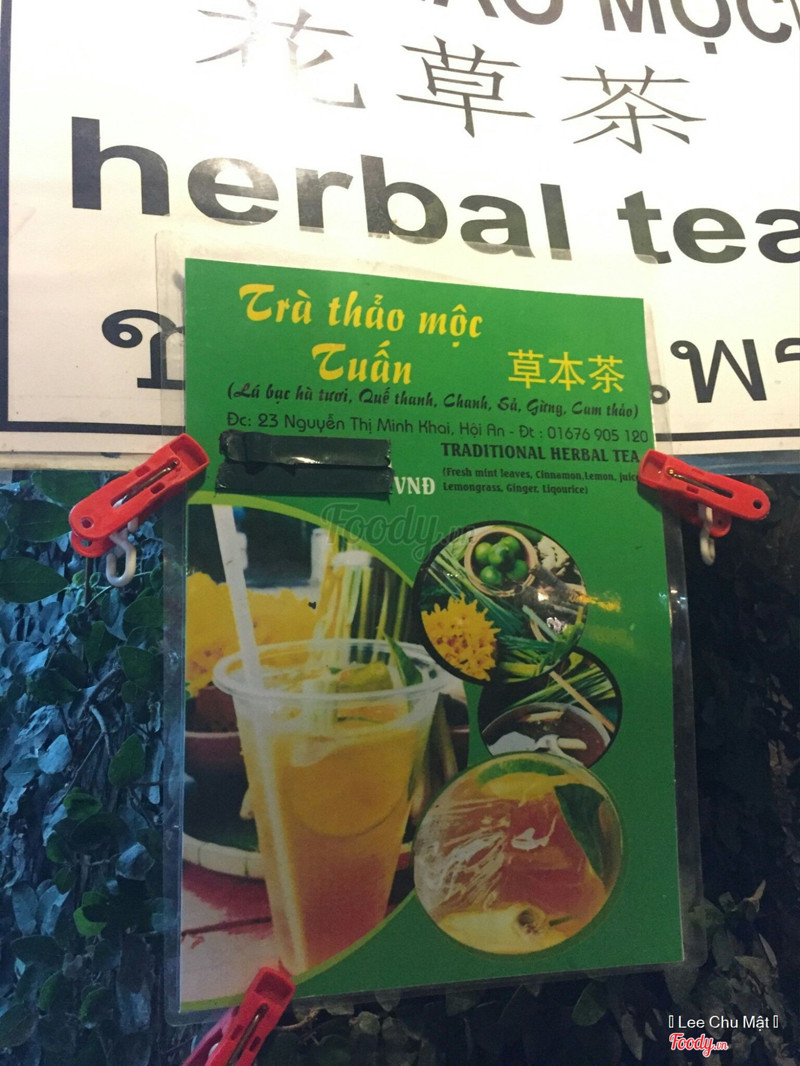 花草茶
herbal tea
Trà thảo mộc
Tuấn
草本茶
(Lá bạc hà tươi, Quế thanh, Chanh, Sả, Gừng, Cam thảo)
Đc: 23 Nguyễn Thị Minh Khai, Hội An - Đt : 01676 905 120
TRADITIONAL HERBAL TEA
VNĐ
(Fresh mint leaves, Cinnamon,Lemon, juice
Lemongrass, Ginger, Liqourice)
Foody.vn
Lee Chu Mật
Foody.vn